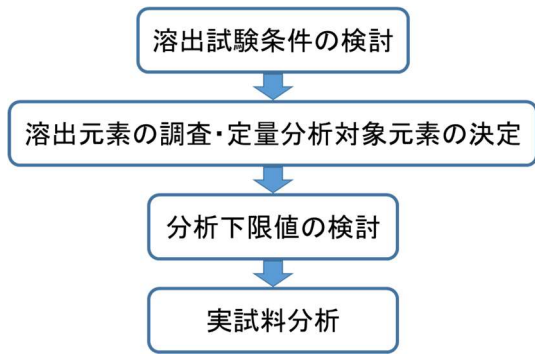 溶出試験条件の検討
溶出元素の調査・定量分析対象元素の決定
分析下限値の検討
実試料分析